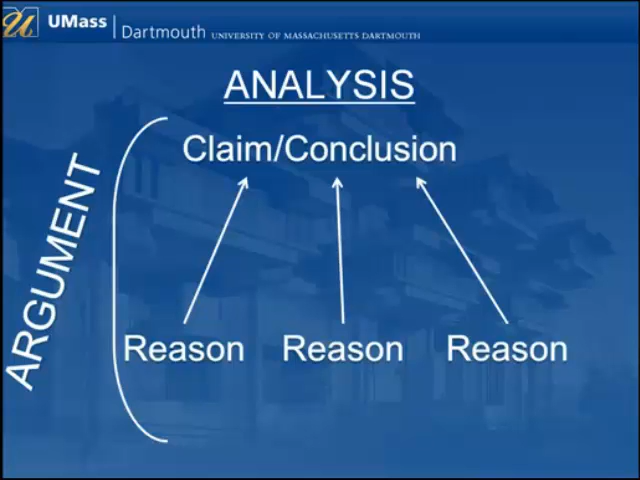 UMass
Dartmouth UNIVERSITY OF MASSACHUSETTS DARTMOUTH
ANALYSIS
Claim/Conclusion
ARGUMENT
Reason Reason Reason